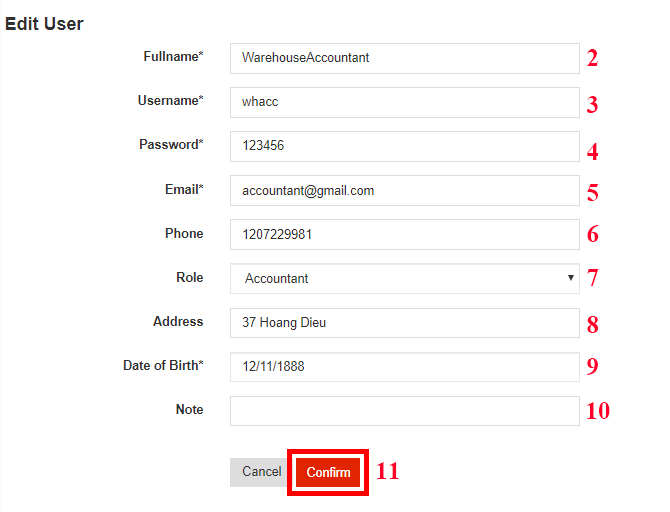 Edit User
Fullname* WarehouseAccountant 2
Username* whacc 3
Password* 123456 4
Email* accountant@gmail.com 5
Phone 1207229981 6
Role Accountant 7
Address 37 Hoang Dieu 8
Date of Birth* 12/11/1888 9
Note 10
Cancel Confirm 11